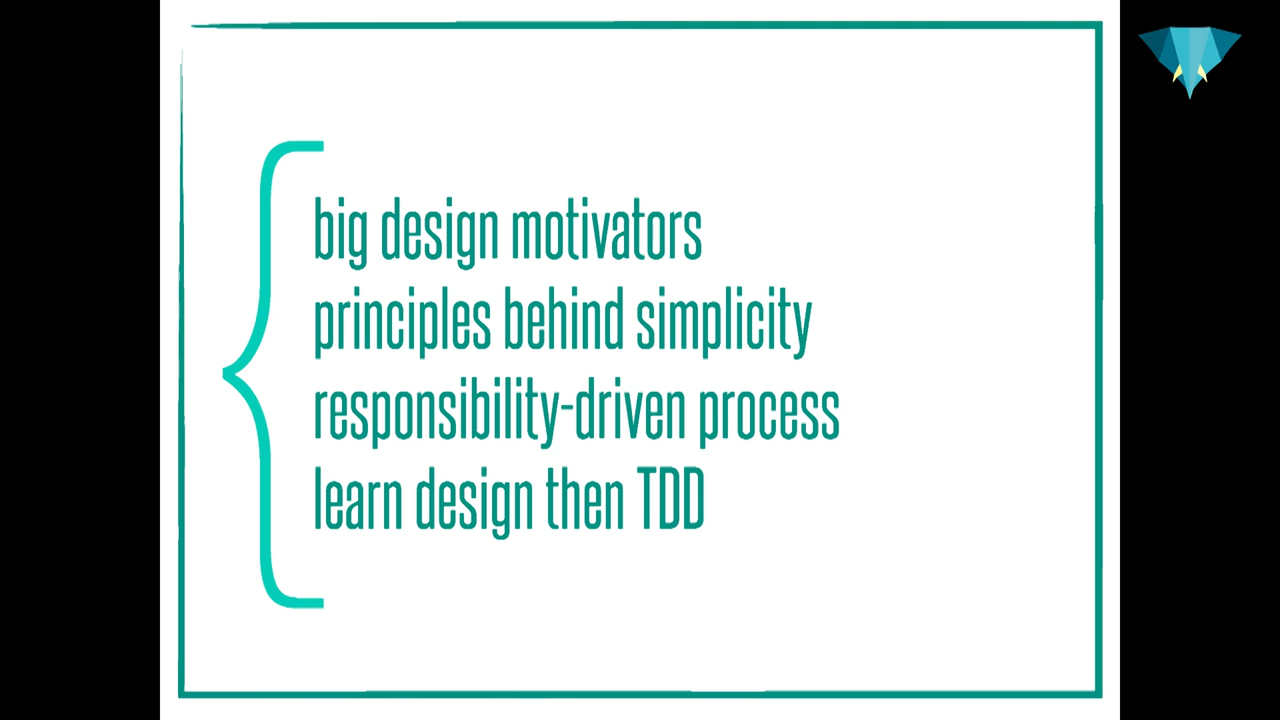 big design motivators
principles behind simplicity
responsibility-driven process
learn design then TDD